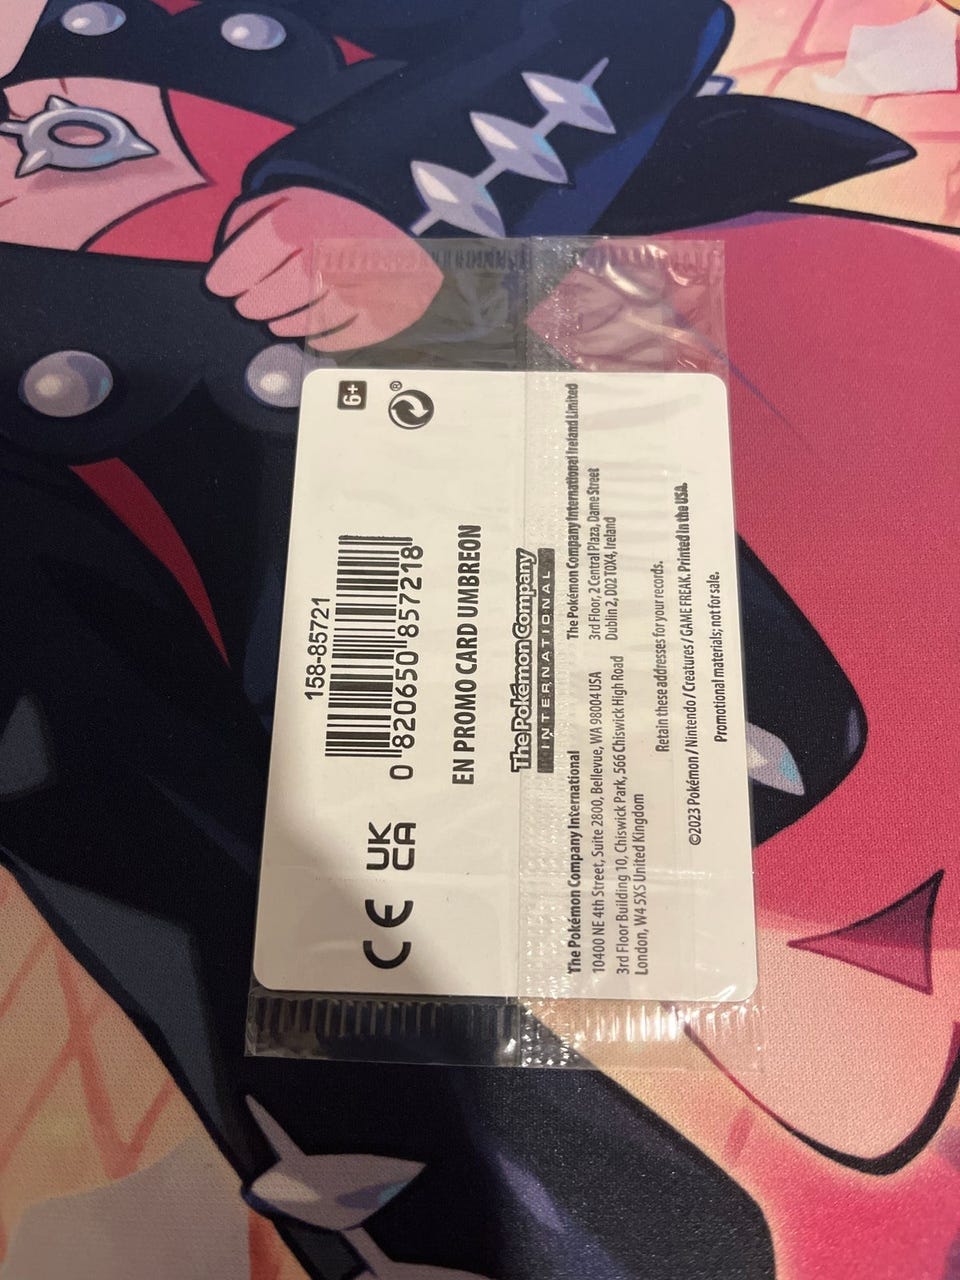 6+
®
158-85721
0 820650 857218
CE
UK
CA
EN PROMO CARD UMBREON
The Pokémon Company
INTERNATIONAL
The Pokémon Company International
10400 NE 4th Street, Suite 2800, Bellevue, WA 98004 USA
3rd Floor Building 10, Chiswick Park, 566 Chiswick High Road
London, W4 5XS United Kingdom
The Pokémon Company International Ireland Limited
3rd Floor, 2 Central Plaza, Dame Street
Dublin 2, D02 T0X4, Ireland
Retain these addresses for your records.
©2023 Pokémon / Nintendo / Creatures / GAME FREAK. Printed in the USA.
Promotional materials; not for sale.